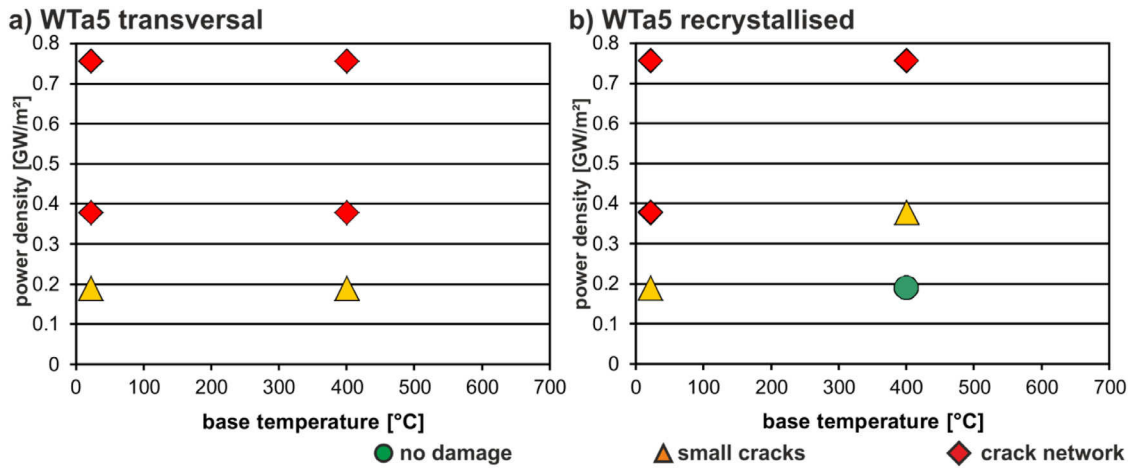 a) WTa5 transversal
0.8
0.7
0.6
0.5
0.4
0.3
0.2
0.1
0
power density [GW/m²]
0 100 200 300 400 500 600 700
base temperature [°C]
b) WTa5 recrystallised
0.8
0.7
0.6
0.5
0.4
0.3
0.2
0.1
0
power density [GW/m²]
0 100 200 300 400 500 600 700
base temperature [°C]
no damage small cracks crack network